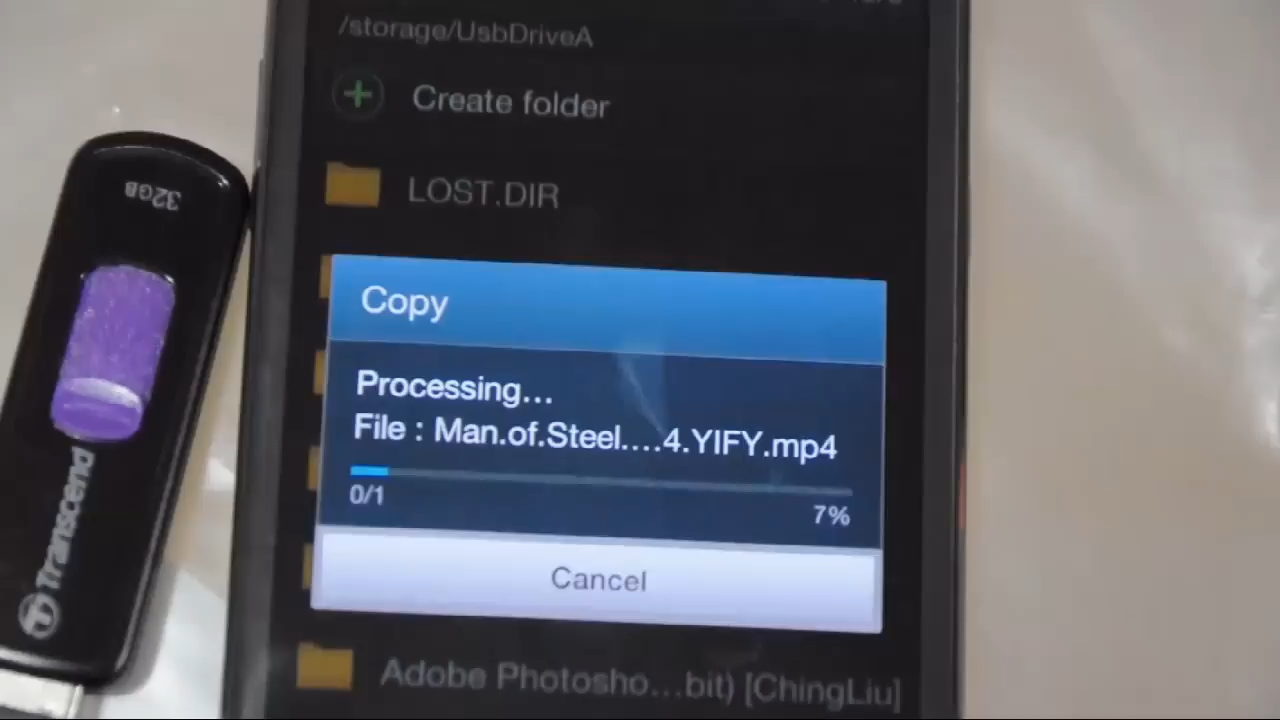 /storage/UsbDriveA
Create folder
LOST.DIR
32GB
Copy
Processing...
File : Man.of.Steel....4.YIFY.mp4
0/1
7%
Cancel
Transcend
Adobe Photosho...bit) [ChingLiu]